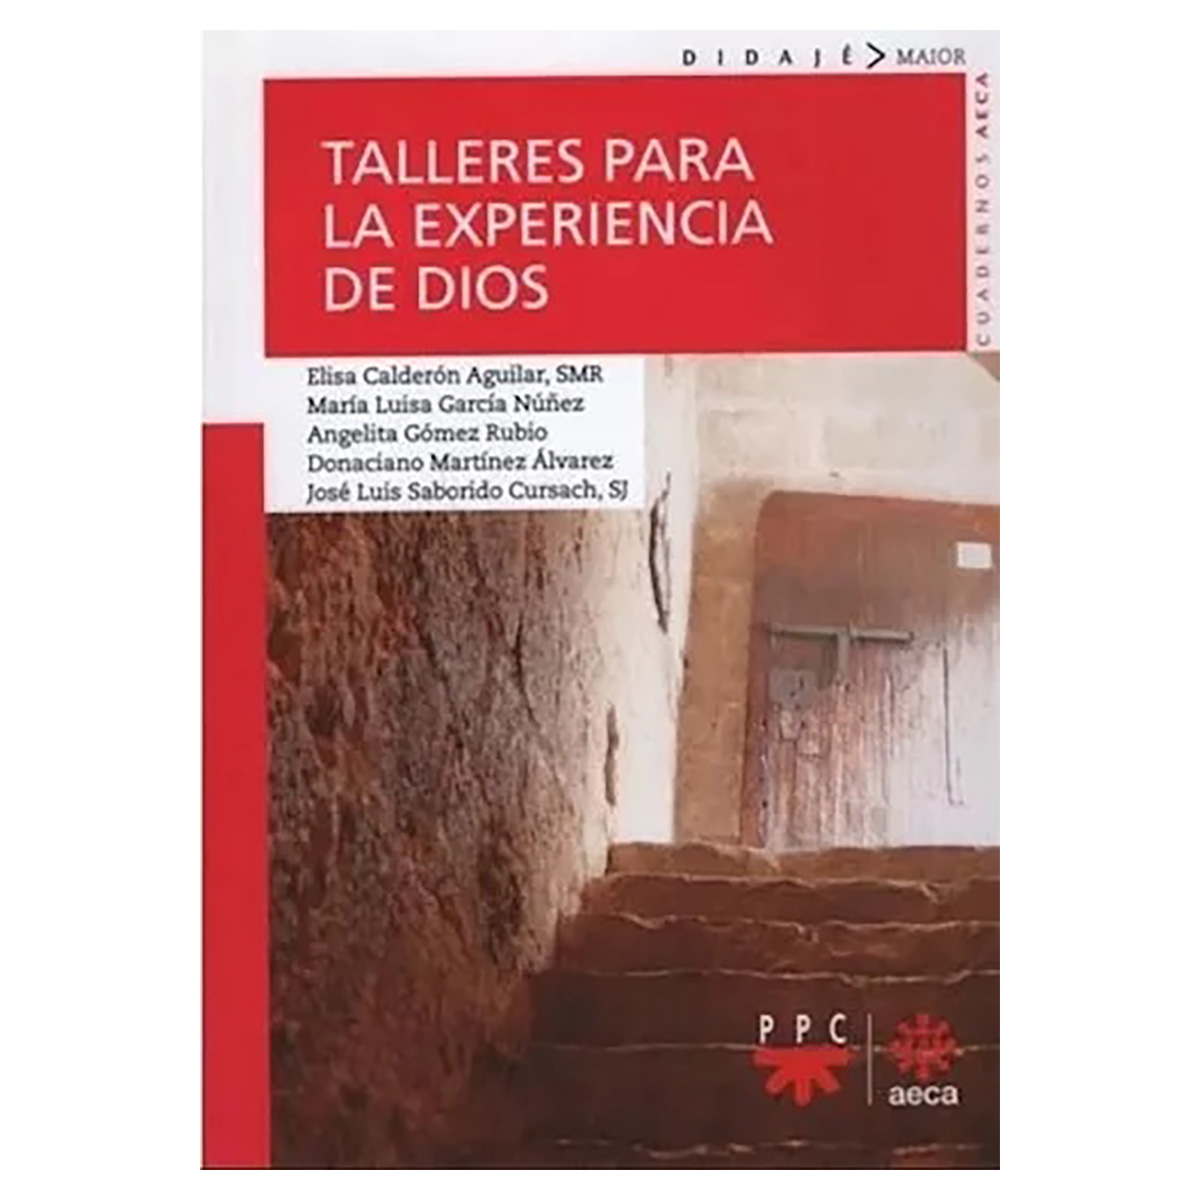 DIDAJÉ > MAIOR
CUADERNOS AECA
TALLERES PARA
LA EXPERIENCIA
DE DIOS
Elisa Calderón Aguilar, SMR
María Luisa García Núñez
Angelita Gómez Rubio
Donaciano Martínez Álvarez
José Luis Saborido Cursach, SJ
PPC
aeca